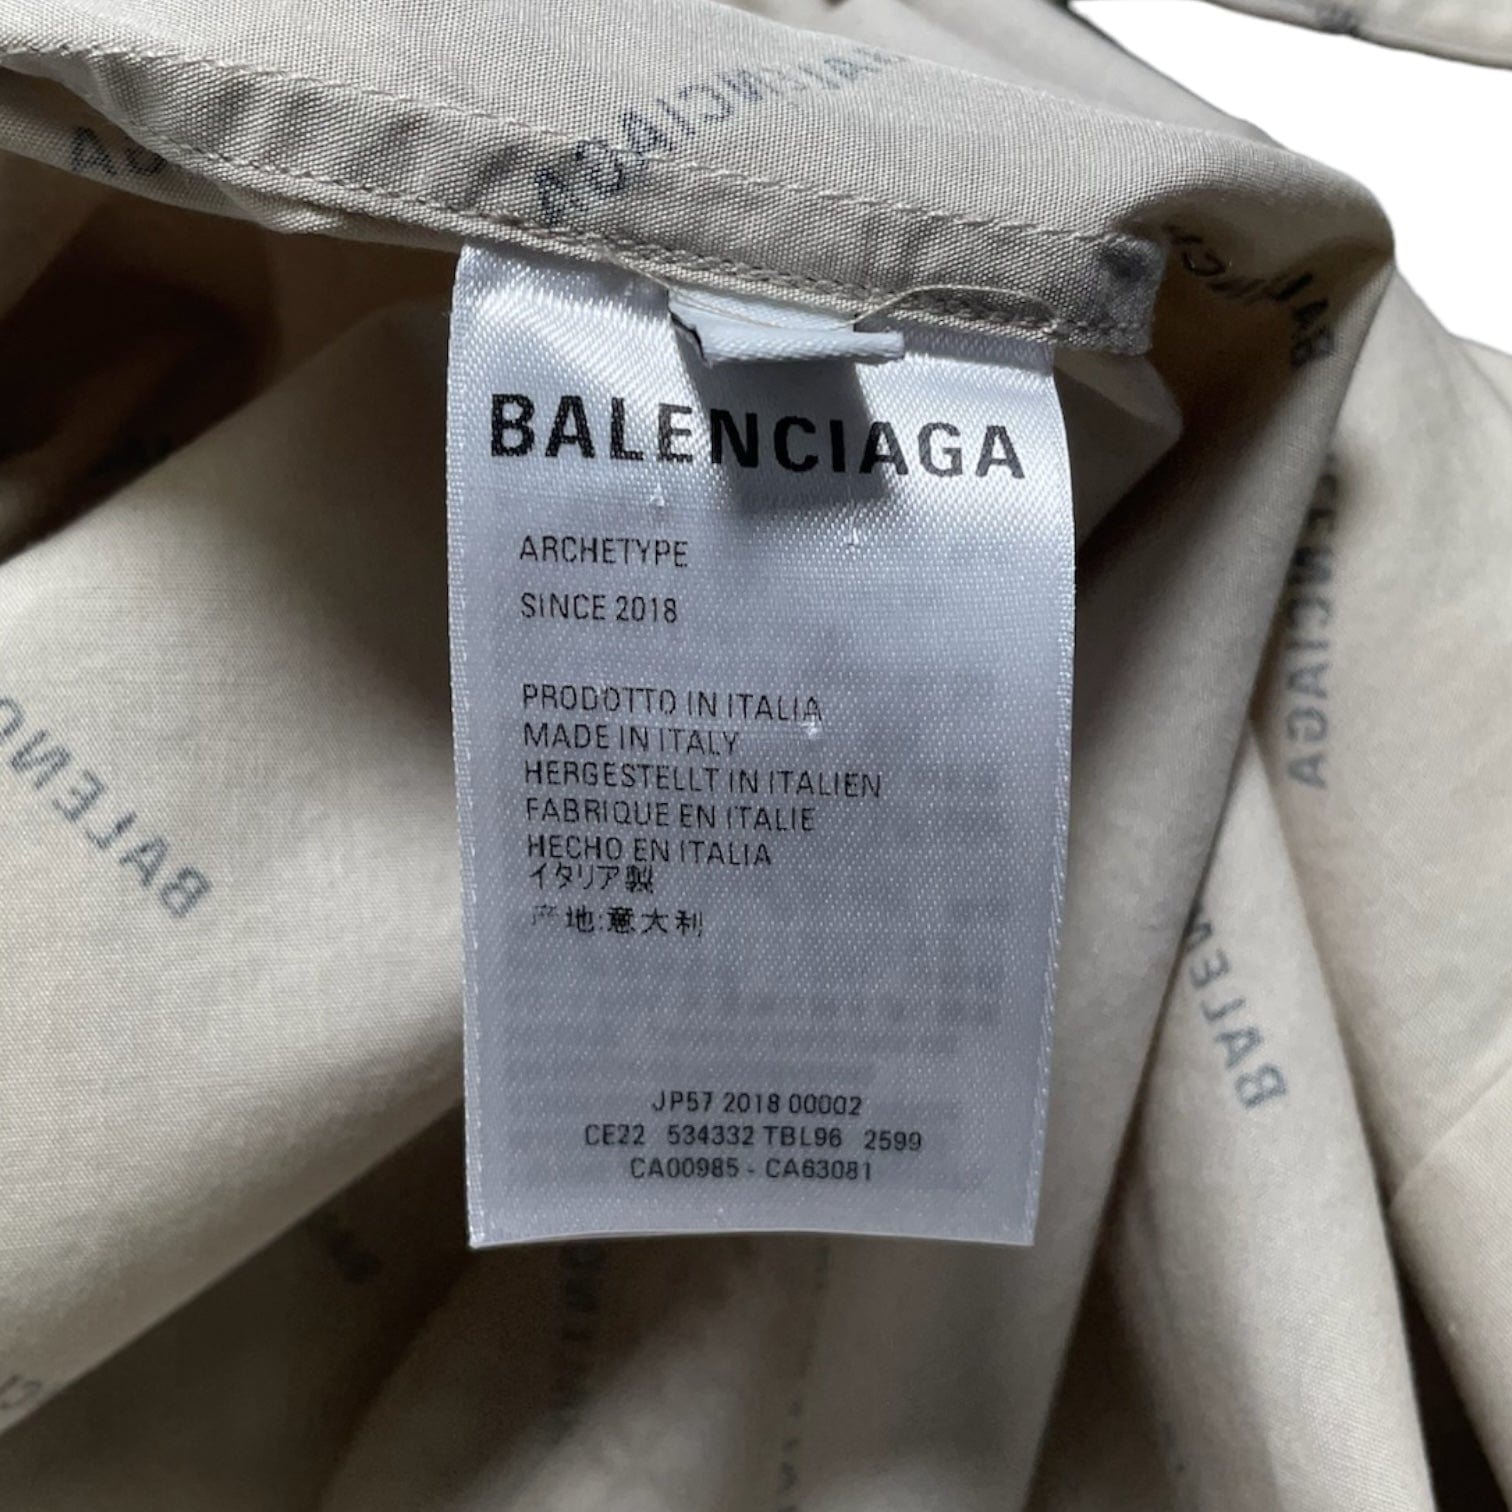 BALENCIAGA
ARCHETYPE
SINCE 2018
PRODOTTO IN ITALIA
MADE IN ITALY
HERGESTELLT IN ITALIEN
FABRIQUE EN ITALIE
HECHO EN ITALIA
イタリア製
产地:意大利
JP57 2018 00002
CE22 534332 TBL96 2599
CA00985 - CA63081
BALENCIAGA